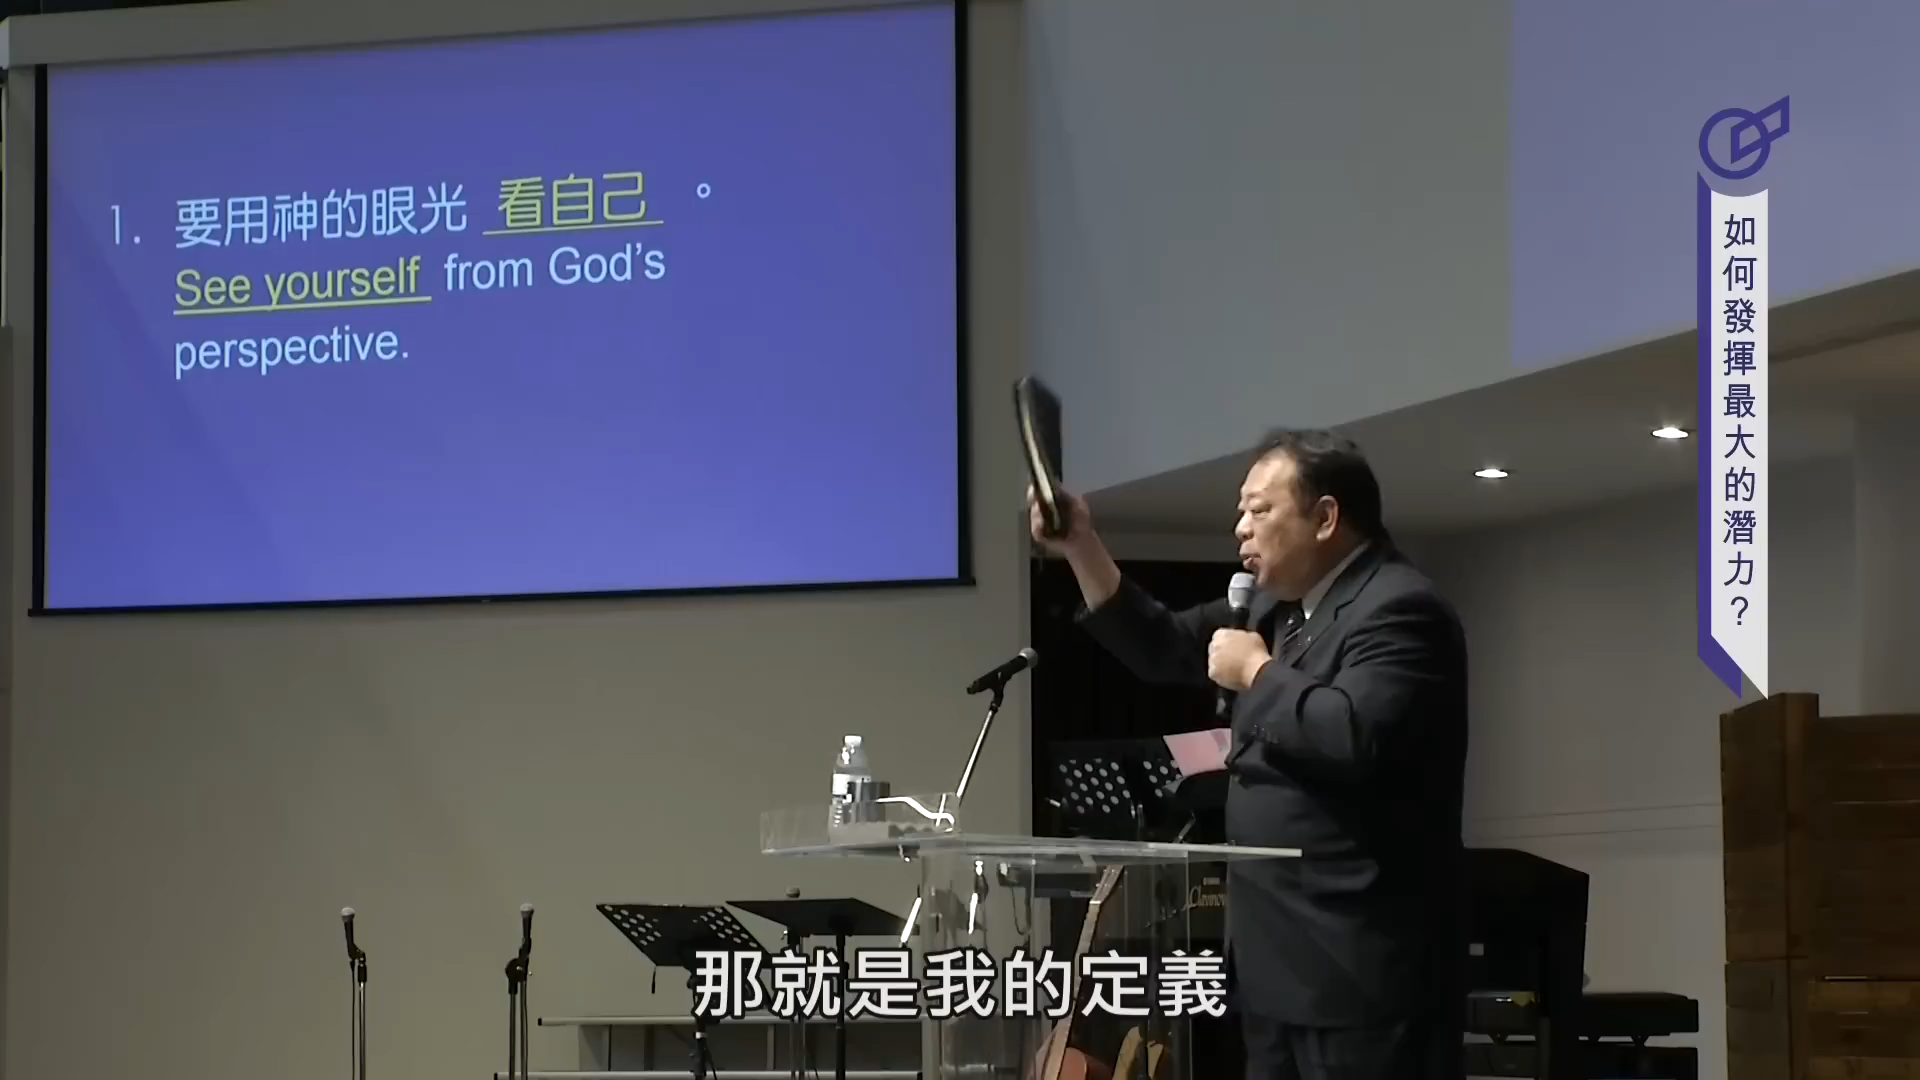 1. 要用神的眼光 看自己 。
See yourself from God's
perspective.
如何發揮最大的潛力?
那就是我的定義